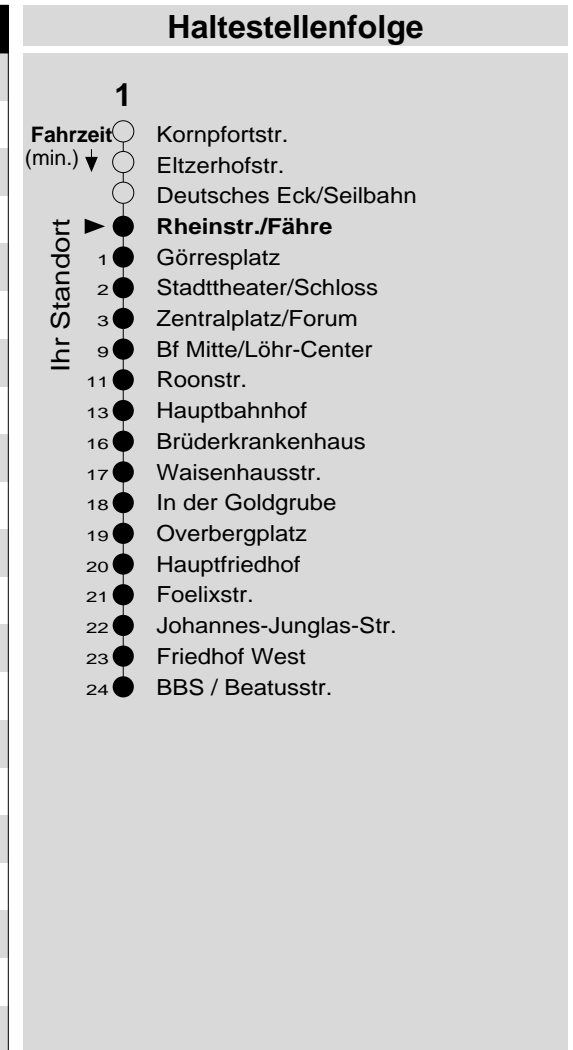 Haltestellenfolge
1
Fahrzeit Kornpfortstr.
(min.) Eltzerhofstr.
Deutsches Eck/Seilbahn
Ihr Standort
Rheinstr./Fähre
1 Görresplatz
2 Stadttheater/Schloss
3 Zentralplatz/Forum
9 Bf Mitte/Löhr-Center
11 Roonstr.
13 Hauptbahnhof
16 Brüderkrankenhaus
17 Waisenhausstr.
18 In der Goldgrube
19 Overbergplatz
20 Hauptfriedhof
21 Foelixstr.
22 Johannes-Junglas-Str.
23 Friedhof West
24 BBS / Beatusstr.